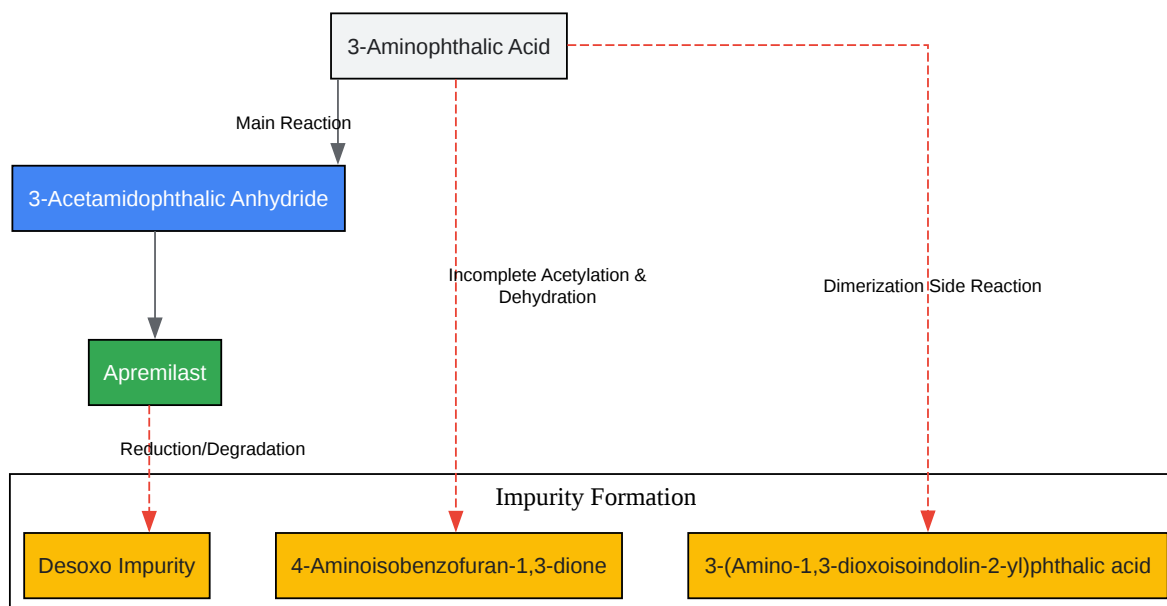 3-Aminophthalic Acid
Main Reaction
3-Acetamidophthalic Anhydride
Incomplete Acetylation &
Dehydration
Dimerization Side Reaction
Apremilast
Reduction/Degradation
Impurity Formation
Desoxo Impurity
4-Aminoisobenzofuran-1,3-dione
3-(Amino-1,3-dioxoisoindolin-2-yl)phthalic acid